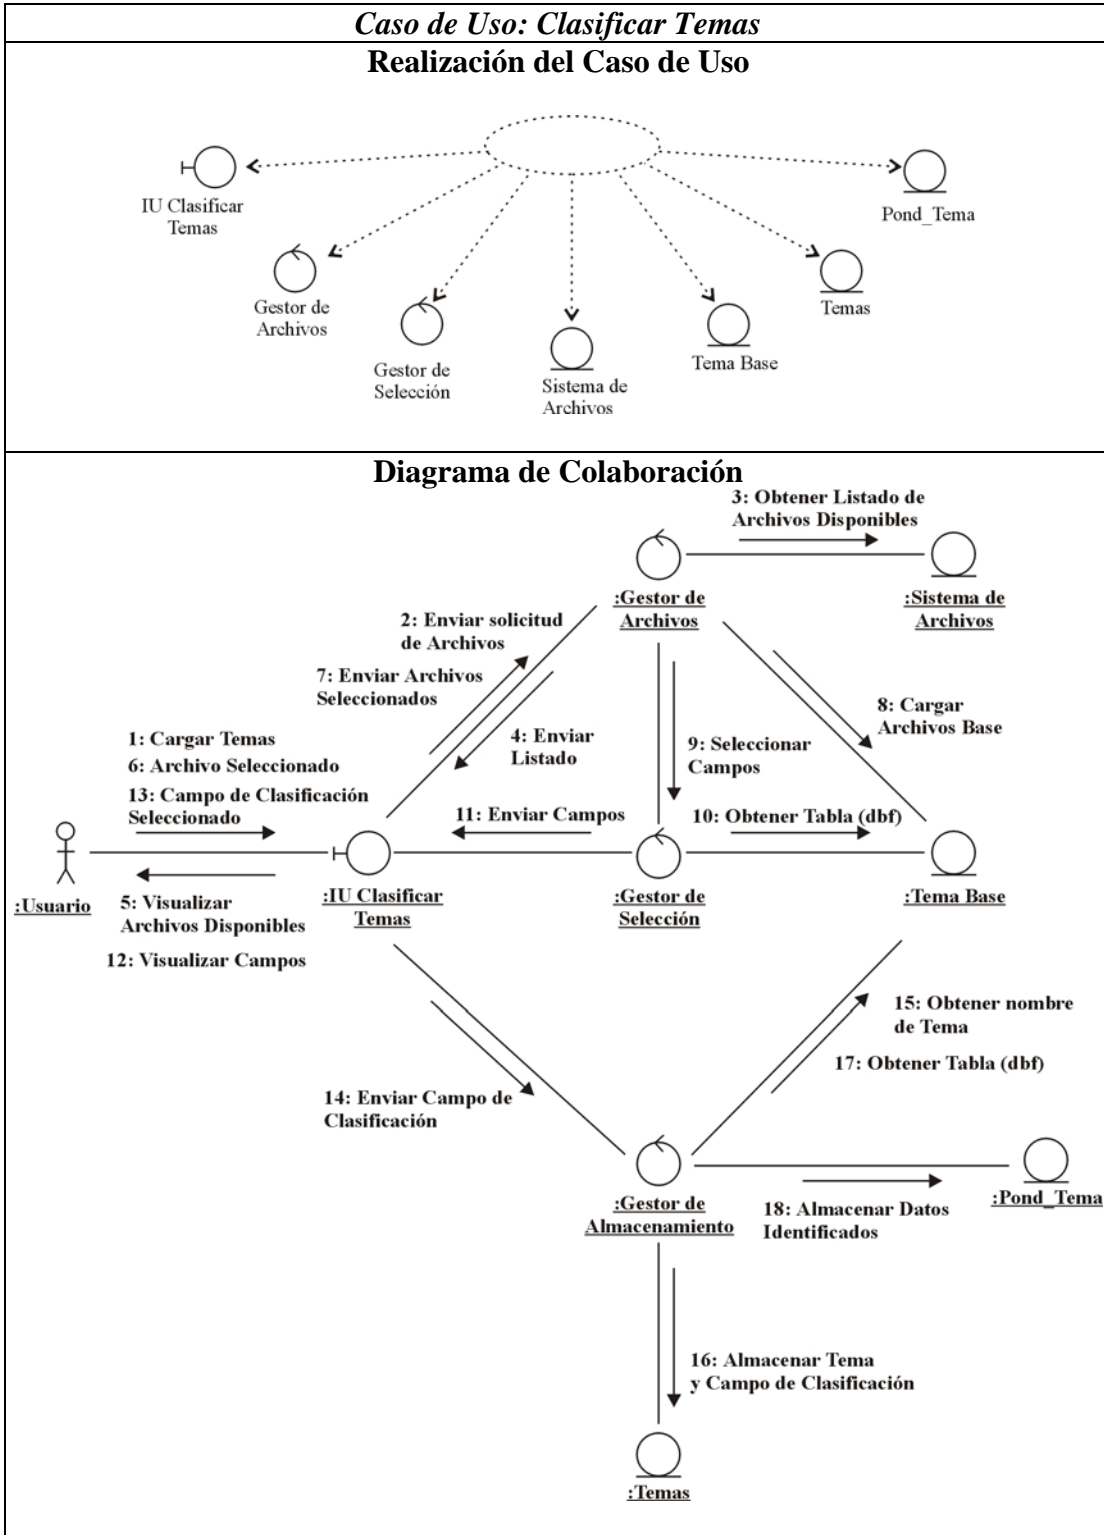 Caso de Uso: Clasificar Temas
Realización del Caso de Uso
IU Clasificar
Temas
Gestor de
Archivos
Gestor de
Selección
Sistema de
Archivos
Tema Base
Temas
Pond_Tema
Diagrama de Colaboración
3: Obtener Listado de
Archivos Disponibles
:Gestor de
Archivos
:Sistema de
Archivos
2: Enviar solicitud
de Archivos
7: Enviar Archivos
Seleccionados
4: Enviar
Listado
8: Cargar
Archivos Base
9: Seleccionar
Campos
1: Cargar Temas
6: Archivo Seleccionado
13: Campo de Clasificación
Seleccionado
11: Enviar Campos
10: Obtener Tabla (dbf)
:Usuario
:IU Clasificar
Temas
:Gestor de
Selección
:Tema Base
5: Visualizar
Archivos Disponibles
12: Visualizar Campos
15: Obtener nombre
de Tema
17: Obtener Tabla (dbf)
14: Enviar Campo de
Clasificación
:Gestor de
Almacenamiento
18: Almacenar Datos
Identificados
:Pond_Tema
16: Almacenar Tema
y Campo de Clasificación
:Temas